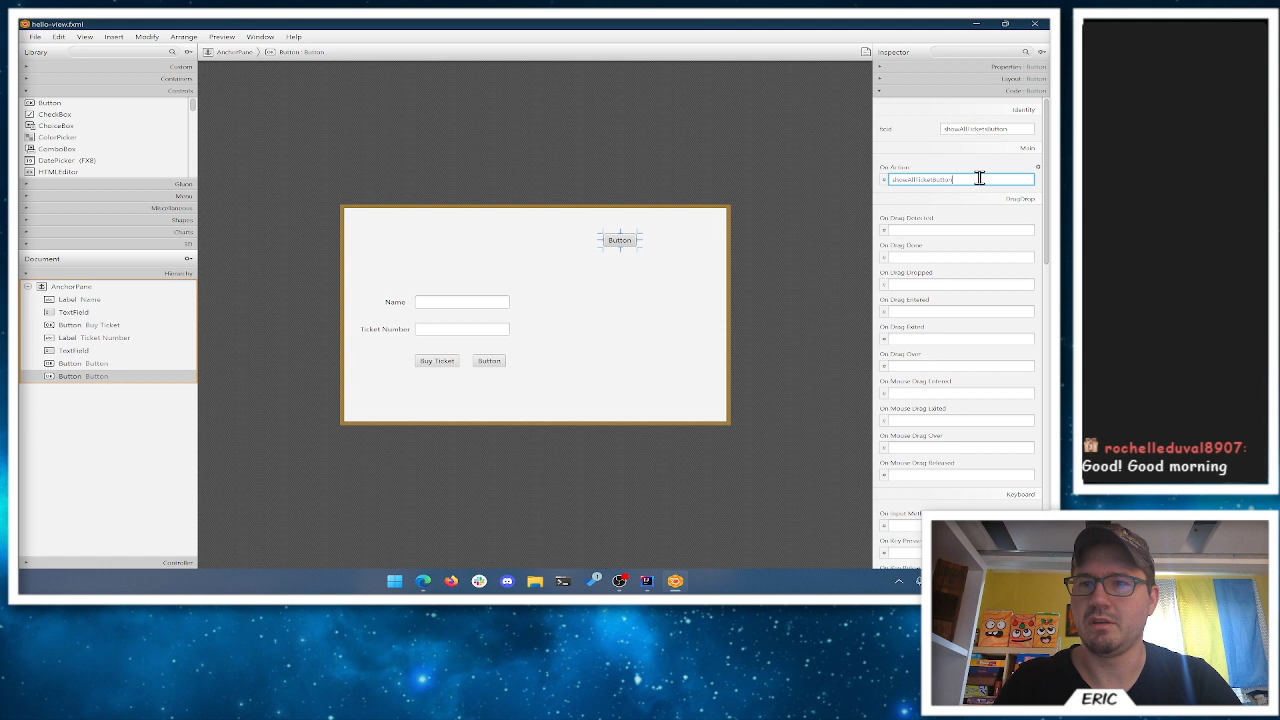 hello-view.fxml
File Edit View Insert Modify Arrange Preview Window Help
Library
AnchorPane Button : Button
Inspector
Custom
Containers
Controls
Button
CheckBox
ChoiceBox
ColorPicker
ComboBox
DatePicker (FX8)
HTMLEditor
Gluon
Menu
Miscellaneous
Shapes
Charts
3D
Document
Hierarchy
AnchorPane
Label Name
TextField
Button Buy Ticket
Label Ticket Number
TextField
Button Button
Button Button
Controller
Button
Name
Ticket Number
Buy Ticket Button
Properties : Button
Layout : Button
Code : Button
Identity
fx:id showAllTicketsButton
Main
On Action
# showAllTicketButton
DragDrop
On Drag Detected
#
On Drag Done
#
On Drag Dropped
#
On Drag Entered
#
On Drag Exited
#
On Drag Over
#
On Mouse Drag Entered
#
On Mouse Drag Exited
#
On Mouse Drag Over
#
On Mouse Drag Released
#
Keyboard
On Input Meth
#
On Key Presse
#
rochelleduval8907:
Good! Good morning
ERIC